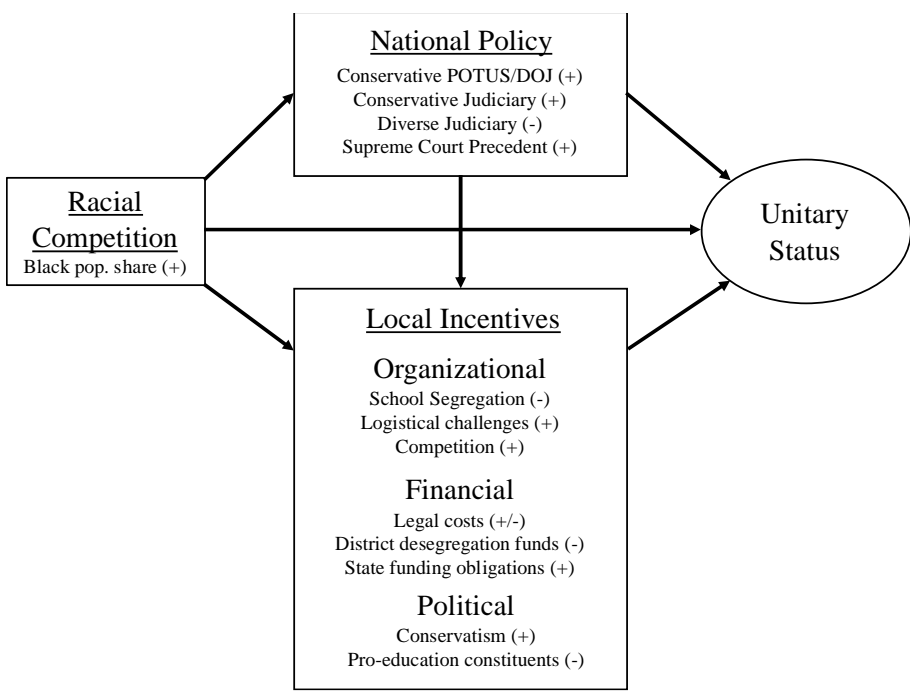 National Policy
Conservative POTUS/DOJ (+)
Conservative Judiciary (+)
Diverse Judiciary (-)
Supreme Court Precedent (+)
Racial
Competition
Black pop. share (+)
Unitary
Status
Local Incentives
Organizational
School Segregation (-)
Logistical challenges (+)
Competition (+)
Financial
Legal costs (+/-)
District desegregation funds (-)
State funding obligations (+)
Political
Conservatism (+)
Pro-education constituents (-)